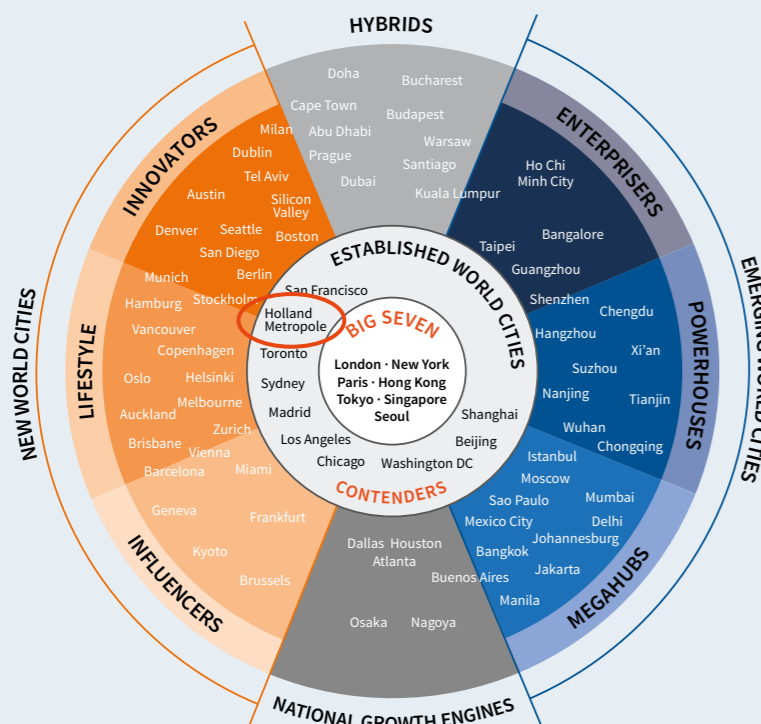 HYBRIDS
Doha
Bucharest
Cape Town
Budapest
Abu Dhabi
Warsaw
Prague
Santiago
Dubai
Kuala Lumpur
ENTERPRISERS
Ho Chi
Minh City
Bangalore
Taipei
Guangzhou
Shenzhen
EMERGING WORLD CITIES
POWERHOUSES
Chengdu
Hangzhou
Xi'an
Suzhou
Nanjing
Tianjin
Wuhan
Chongqing
MEGAHUBS
Istanbul
Moscow
Sao Paulo
Mumbai
Mexico City
Delhi
Johannesburg
Bangkok
Jakarta
Buenos Aires
Manila
NATIONAL GROWTH ENGINES
Dallas Houston
Atlanta
Osaka
Nagoya
NEW WORLD CITIES
INFLUENCERS
Barcelona
Miami
Geneva
Frankfurt
Kyoto
Brussels
LIFESTYLE
Munich
Hamburg
Stockholm
Vancouver
Copenhagen
Oslo
Helsinki
Melbourne
Auckland
Zurich
Brisbane
Vienna
INNOVATORS
Milan
Dublin
Tel Aviv
Austin
Silicon
Valley
Denver
Seattle
Boston
San Diego
Berlin
ESTABLISHED WORLD CITIES
San Francisco
Holland
Metropole
Toronto
Sydney
Madrid
Los Angeles
Chicago
Washington DC
Beijing
Shanghai
CONTENDERS
BIG SEVEN
London · New York
Paris · Hong Kong
Tokyo · Singapore
Seoul